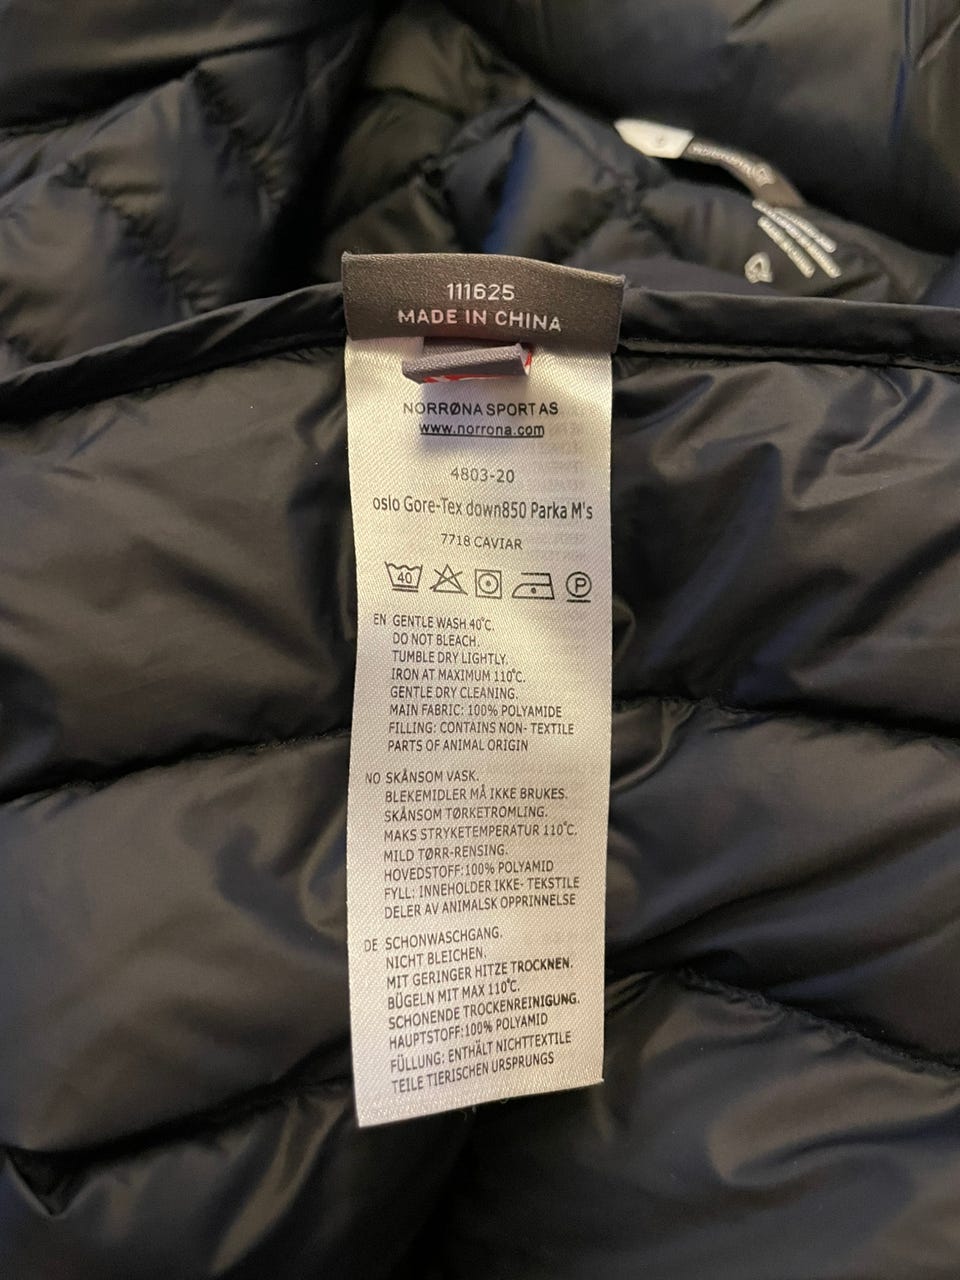 111625
MADE IN CHINA
NORRØNA SPORT AS
www.norrona.com
4803-20
oslo Gore-Tex down850 Parka M's
7718 CAVIAR
40 P
EN GENTLE WASH 40°C.
DO NOT BLEACH.
TUMBLE DRY LIGHTLY.
IRON AT MAXIMUM 110°C.
GENTLE DRY CLEANING.
MAIN FABRIC: 100% POLYAMIDE
FILLING: CONTAINS NON- TEXTILE
PARTS OF ANIMAL ORIGIN
NO SKÅNSOM VASK.
BLEKEMIDLER MÅ IKKE BRUKES.
SKÅNSOM TØRKETROMLING.
MAKS STRYKETEMPERATUR 110°C.
MILD TØRR-RENSING.
HOVEDSTOFF:100% POLYAMID
FYLL: INNEHOLDER IKKE- TEKSTILE
DELER AV ANIMALSK OPPRINNELSE
DE SCHONWASCHGANG.
NICHT BLEICHEN.
MIT GERINGER HITZE TROCKNEN.
BÜGELN MIT MAX 110°C.
SCHONENDE TROCKENREINIGUNG.
HAUPTSTOFF:100% POLYAMID
FÜLLUNG: ENTHÄLT NICHTTEXTILE
TEILE TIERISCHEN URSPRUNGS